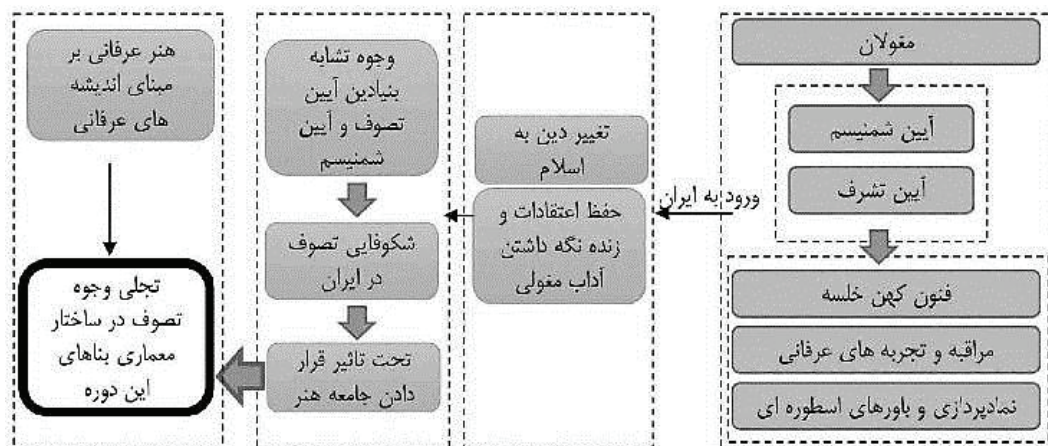 مغولان
آیین شمنیسم
آیین تشرف
فنون کهن خلسه
مراقبه و تجربه های عرفانی
نمادپردازی و باورهای اسطوره ای
ورود به ایران
تغییر دین به
اسلام
حفظ اعتقادات و
زنده نگه داشتن
آداب مغولی
وجوه تشابه
بنیادین آیین
تصوف و آیین
شمنیسم
شکوفایی تصوف
در ایران
تحت تاثیر قرار
دادن جامعه هنر
هنر عرفانی بر
مبنای اندیشه
های عرفانی
تجلی وجوه
تصوف در ساختار
معماری بناهای
این دوره